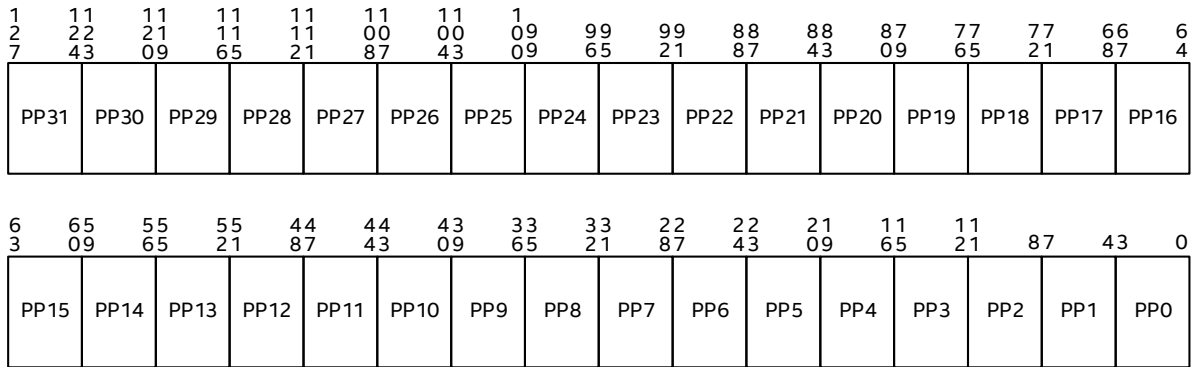 1 11 11 11 11 11 11 1
2 22 21 11 11 00 00 09 99 99 88 88 87 77 77 66 6
7 43 09 65 21 87 43 09 65 21 87 43 09 65 21 87 4
PP31 PP30 PP29 PP28 PP27 PP26 PP25 PP24 PP23 PP22 PP21 PP20 PP19 PP18 PP17 PP16
6 65 55 55 44 44 43 33 33 22 22 21 11 11
3 09 65 21 87 43 09 65 21 87 43 09 65 21 87 43 0
PP15 PP14 PP13 PP12 PP11 PP10 PP9 PP8 PP7 PP6 PP5 PP4 PP3 PP2 PP1 PP0